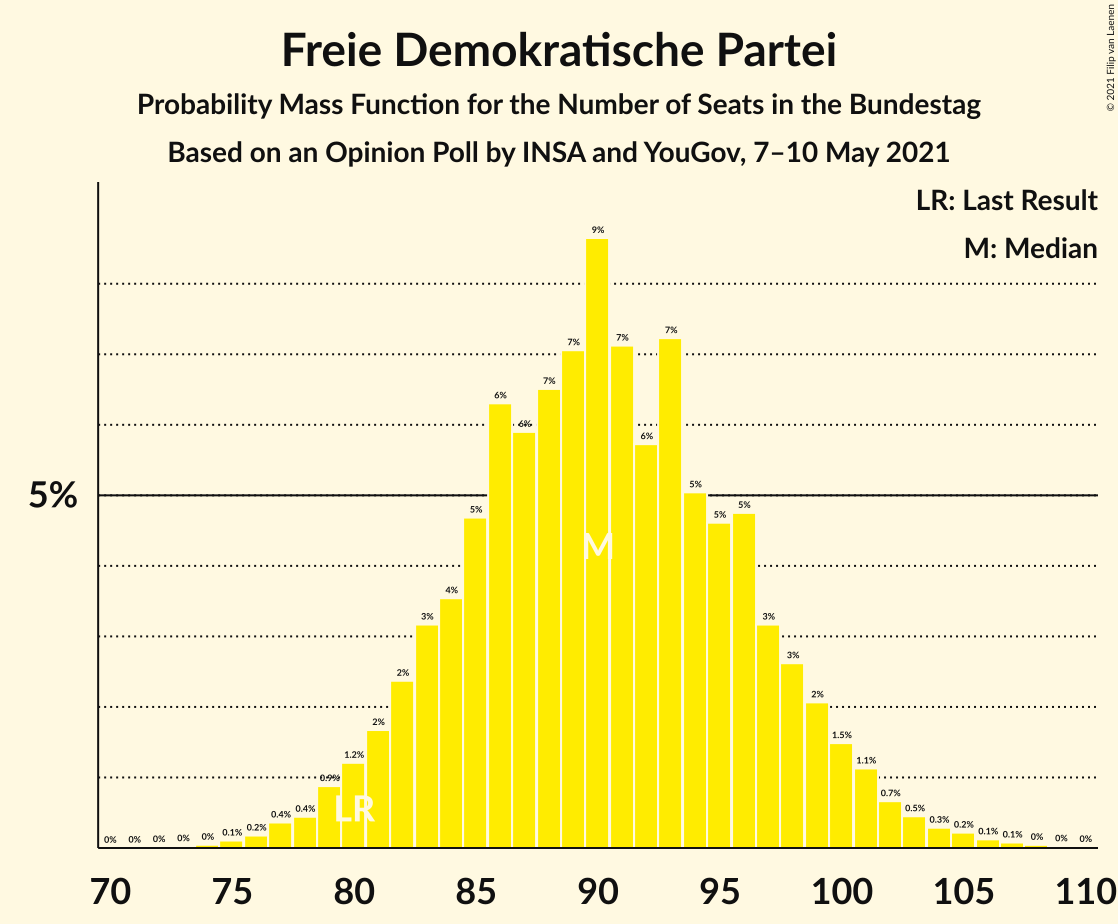 Freie Demokratische Partei
Probability Mass Function for the Number of Seats in the Bundestag
Based on an Opinion Poll by INSA and YouGov, 7–10 May 2021
© 2021 Filip van Laenen
LR: Last Result
M: Median
5%
0% 0% 0% 0% 0% 0.1% 0.2% 0.4% 0.4% 0.9% 1.2% 2% 2% 3% 4% 5% 6% 6% 7% 7% 9% 7% 6% 7% 5% 5% 5% 3% 3% 2% 1.5% 1.1% 0.7% 0.5% 0.3% 0.2% 0.1% 0.1% 0% 0% 0%
M
LR
70 75 80 85 90 95 100 105 110